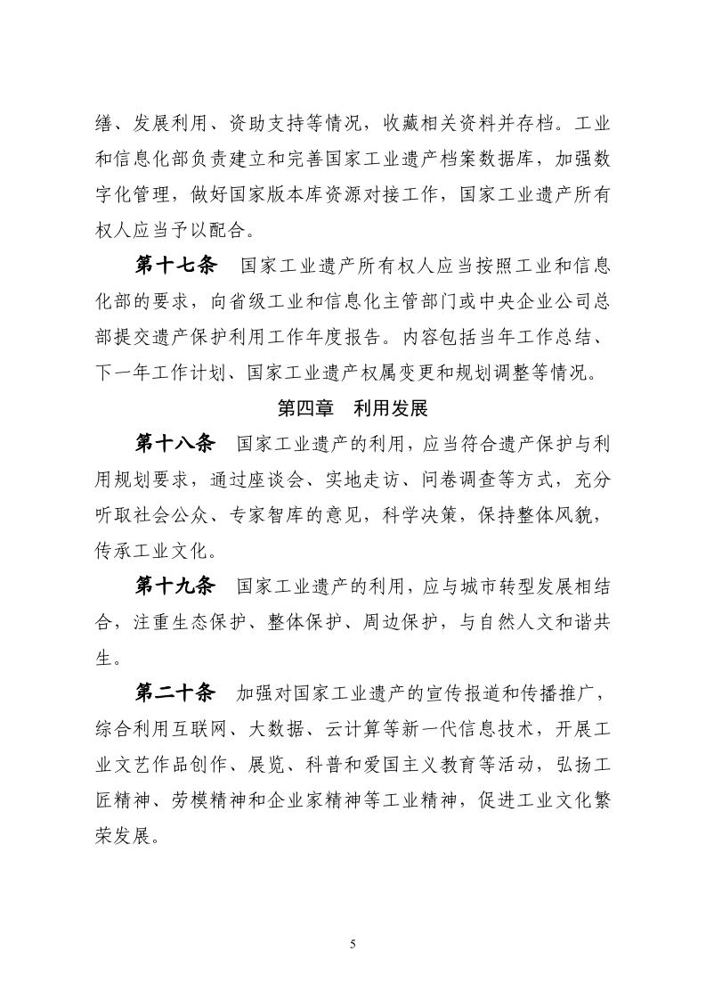 缮、发展利用、资助支持等情况，收藏相关资料并存档。工业
和信息化部负责建立和完善国家工业遗产档案数据库，加强数
字化管理，做好国家版本库资源对接工作，国家工业遗产所有
权人应当予以配合。
第十七条　国家工业遗产所有权人应当按照工业和信息
化部的要求，向省级工业和信息化主管部门或中央企业公司总
部提交遗产保护利用工作年度报告。内容包括当年工作总结、
下一年工作计划、国家工业遗产权属变更和规划调整等情况。
第四章　利用发展
第十八条　国家工业遗产的利用，应当符合遗产保护与利
用规划要求，通过座谈会、实地走访、问卷调查等方式，充分
听取社会公众、专家智库的意见，科学决策，保持整体风貌，
传承工业文化。
第十九条　国家工业遗产的利用，应与城市转型发展相结
合，注重生态保护、整体保护、周边保护，与自然人文和谐共
生。
第二十条　加强对国家工业遗产的宣传报道和传播推广，
综合利用互联网、大数据、云计算等新一代信息技术，开展工
业文艺作品创作、展览、科普和爱国主义教育等活动，弘扬工
匠精神、劳模精神和企业家精神等工业精神，促进工业文化繁
荣发展。
5